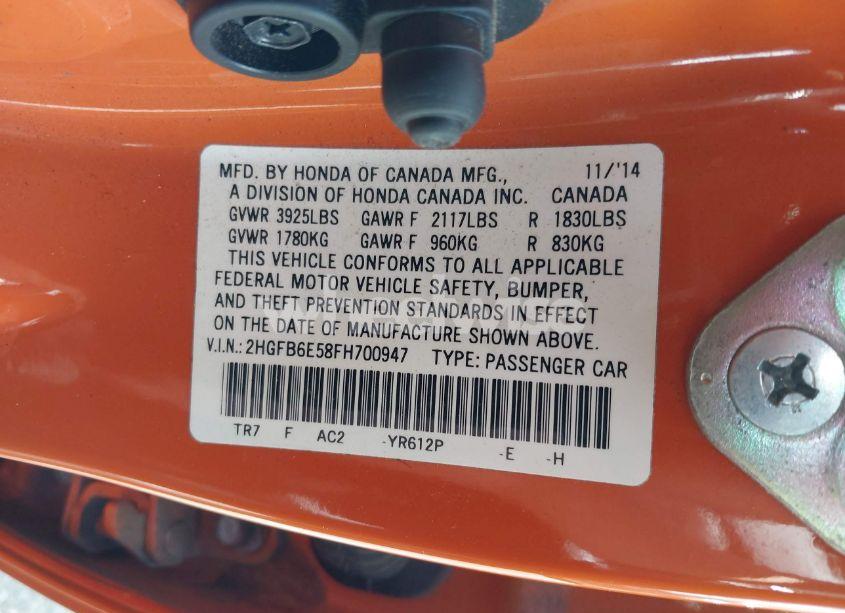 MFD. BY HONDA OF CANADA MFG., 11/'14
A DIVISION OF HONDA CANADA INC. CANADA
GVWR 3925LBS GAWR F 2117LBS R 1830LBS
GVWR 1780KG GAWR F 960KG R 830KG
THIS VEHICLE CONFORMS TO ALL APPLICABLE
FEDERAL MOTOR VEHICLE SAFETY, BUMPER,
AND THEFT PREVENTION STANDARDS IN EFFECT
ON THE DATE OF MANUFACTURE SHOWN ABOVE.
V.I.N.: 2HGFB6E58FH700947 TYPE: PASSENGER CAR
TR7 F AC2 -YR612P -E -H